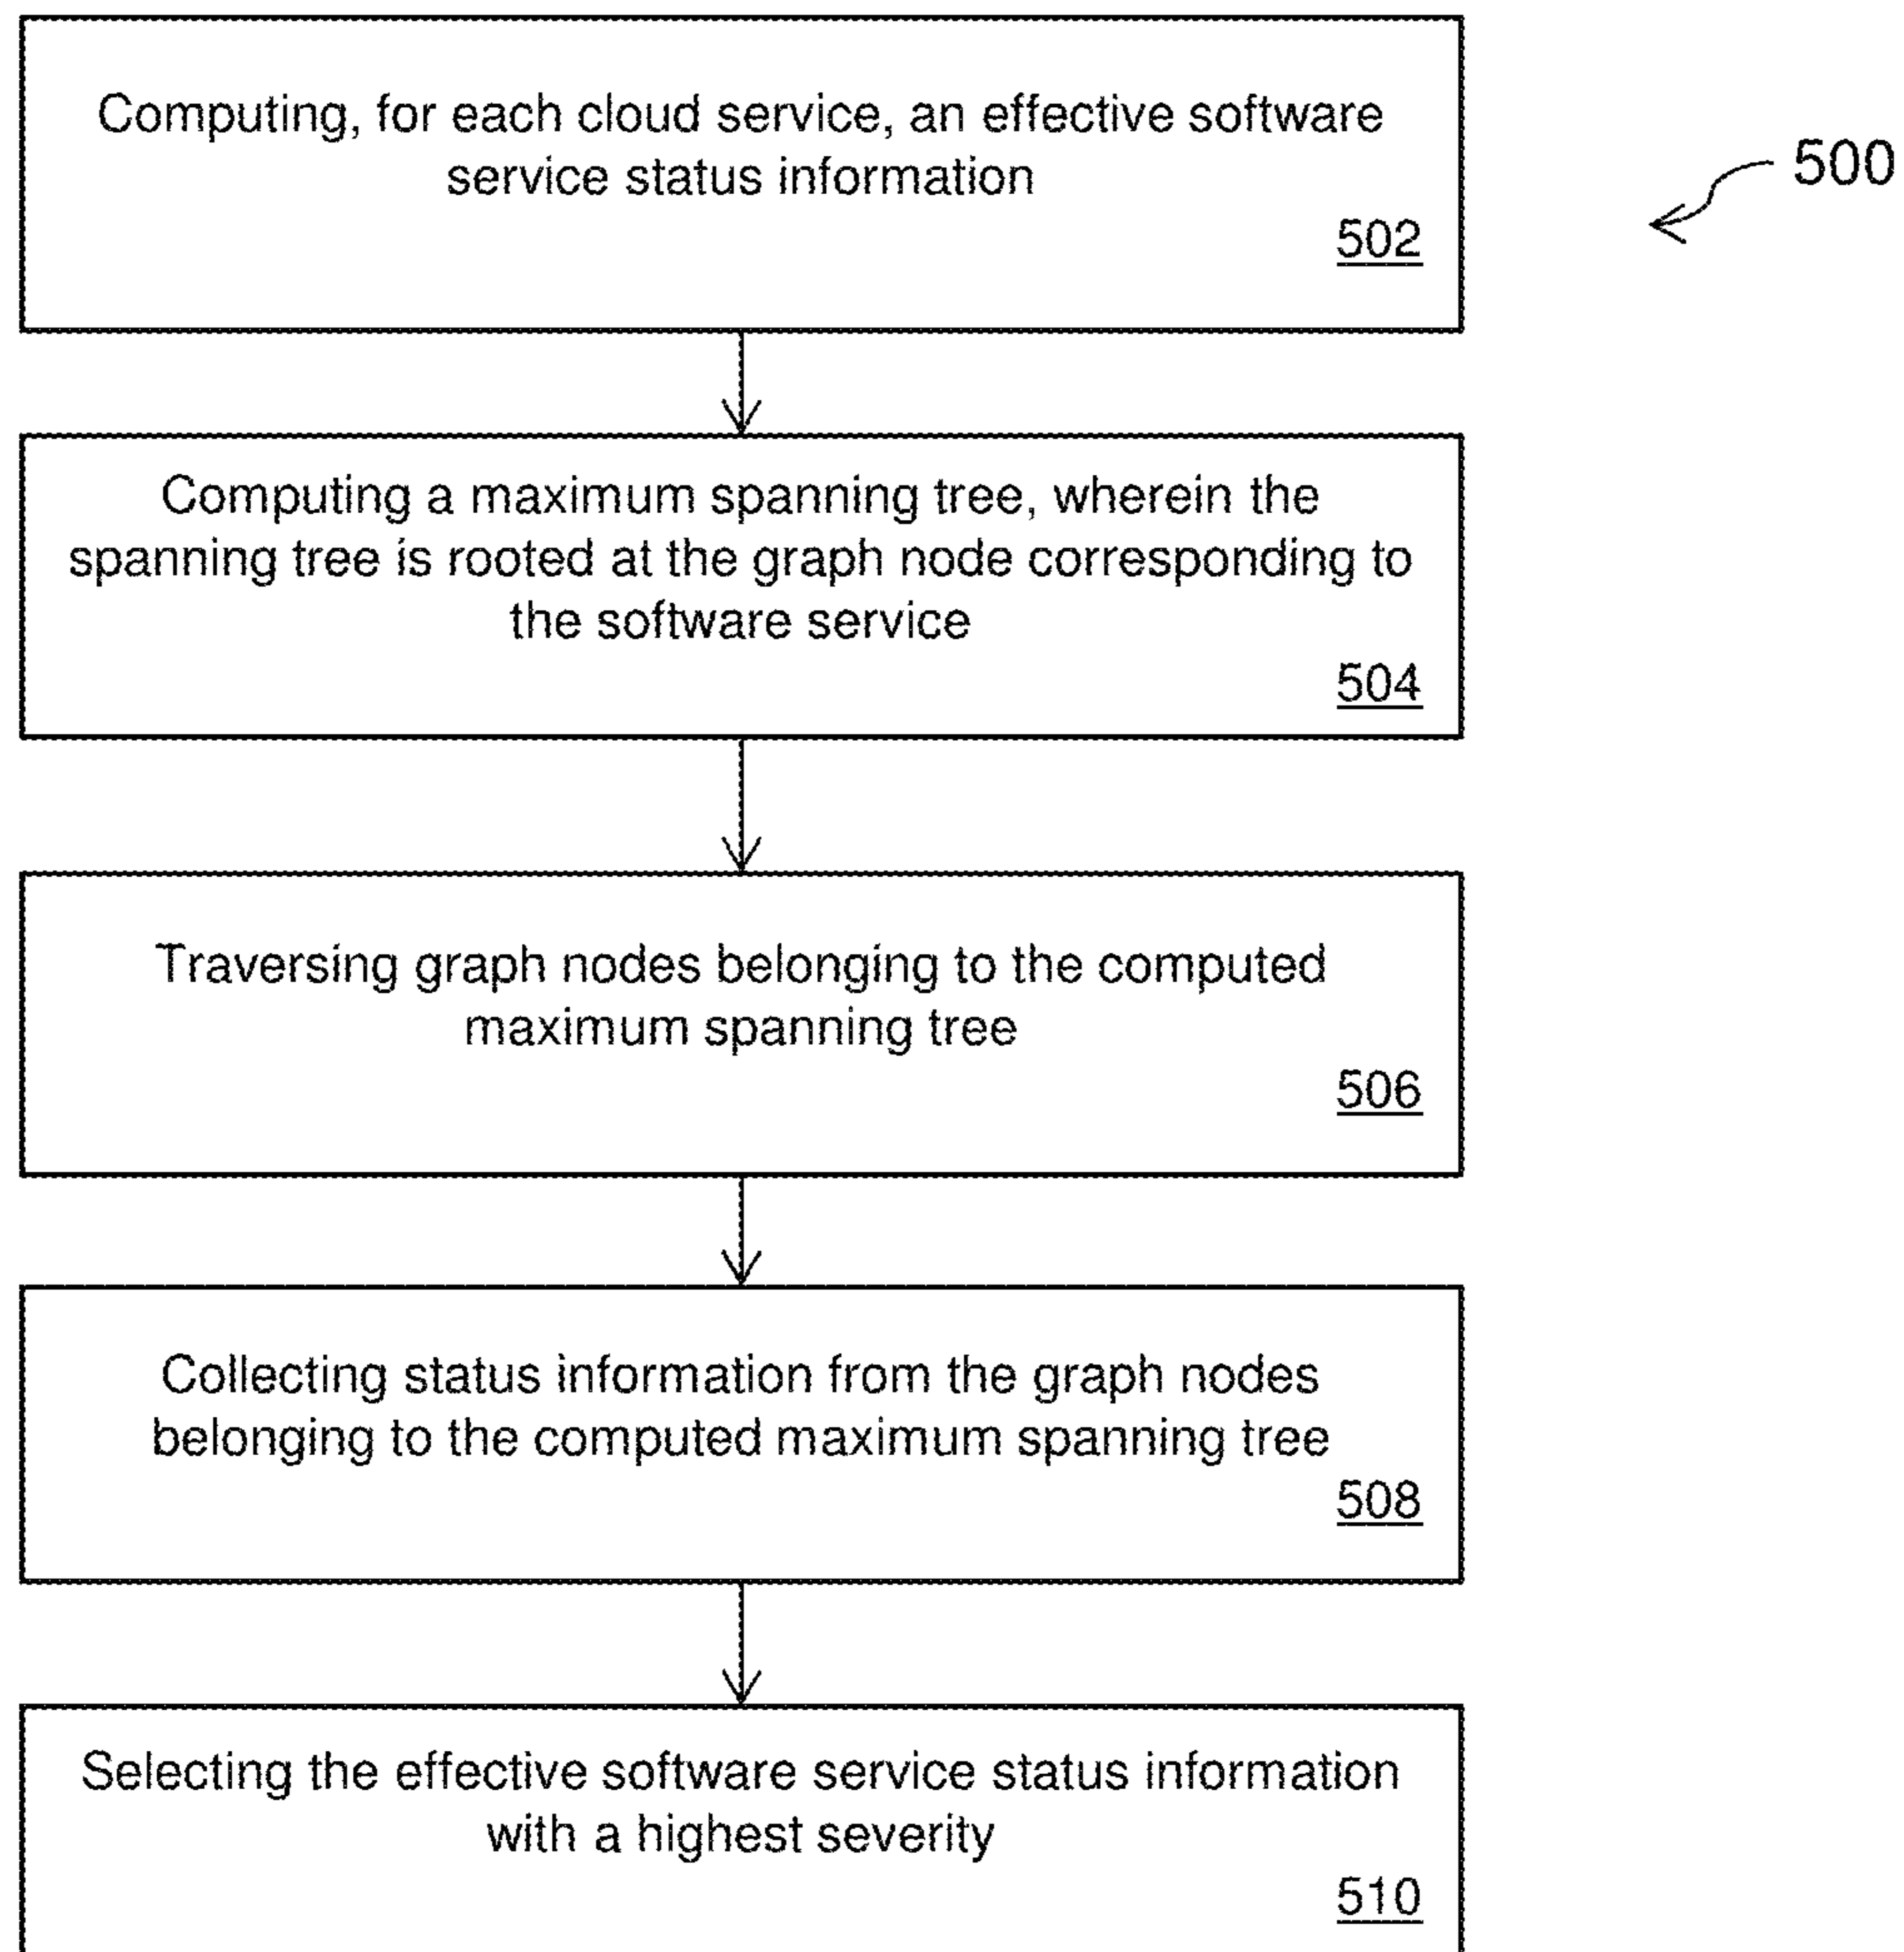 Computing, for each cloud service, an effective software
service status information
502
500
Computing a maximum spanning tree, wherein the
spanning tree is rooted at the graph node corresponding to
the software service
504
Traversing graph nodes belonging to the computed
maximum spanning tree
506
Collecting status information from the graph nodes
belonging to the computed maximum spanning tree
508
Selecting the effective software service status information
with a highest severity
510